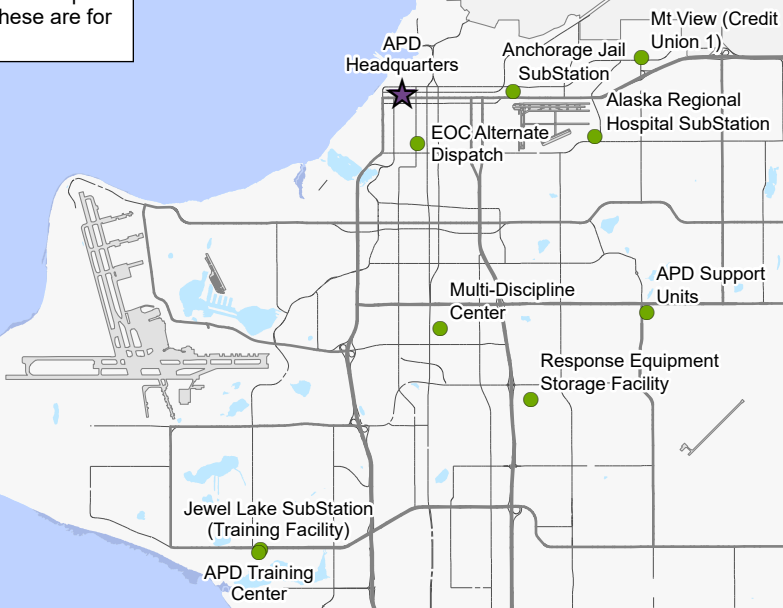 hese are for
Mt View (Credit
Union 1)
APD
Headquarters
Anchorage Jail
SubStation
Alaska Regional
Hospital SubStation
EOC Alternate
Dispatch
APD Support
Units
Multi-Discipline
Center
Response Equipment
Storage Facility
Jewel Lake SubStation
(Training Facility)
APD Training
Center